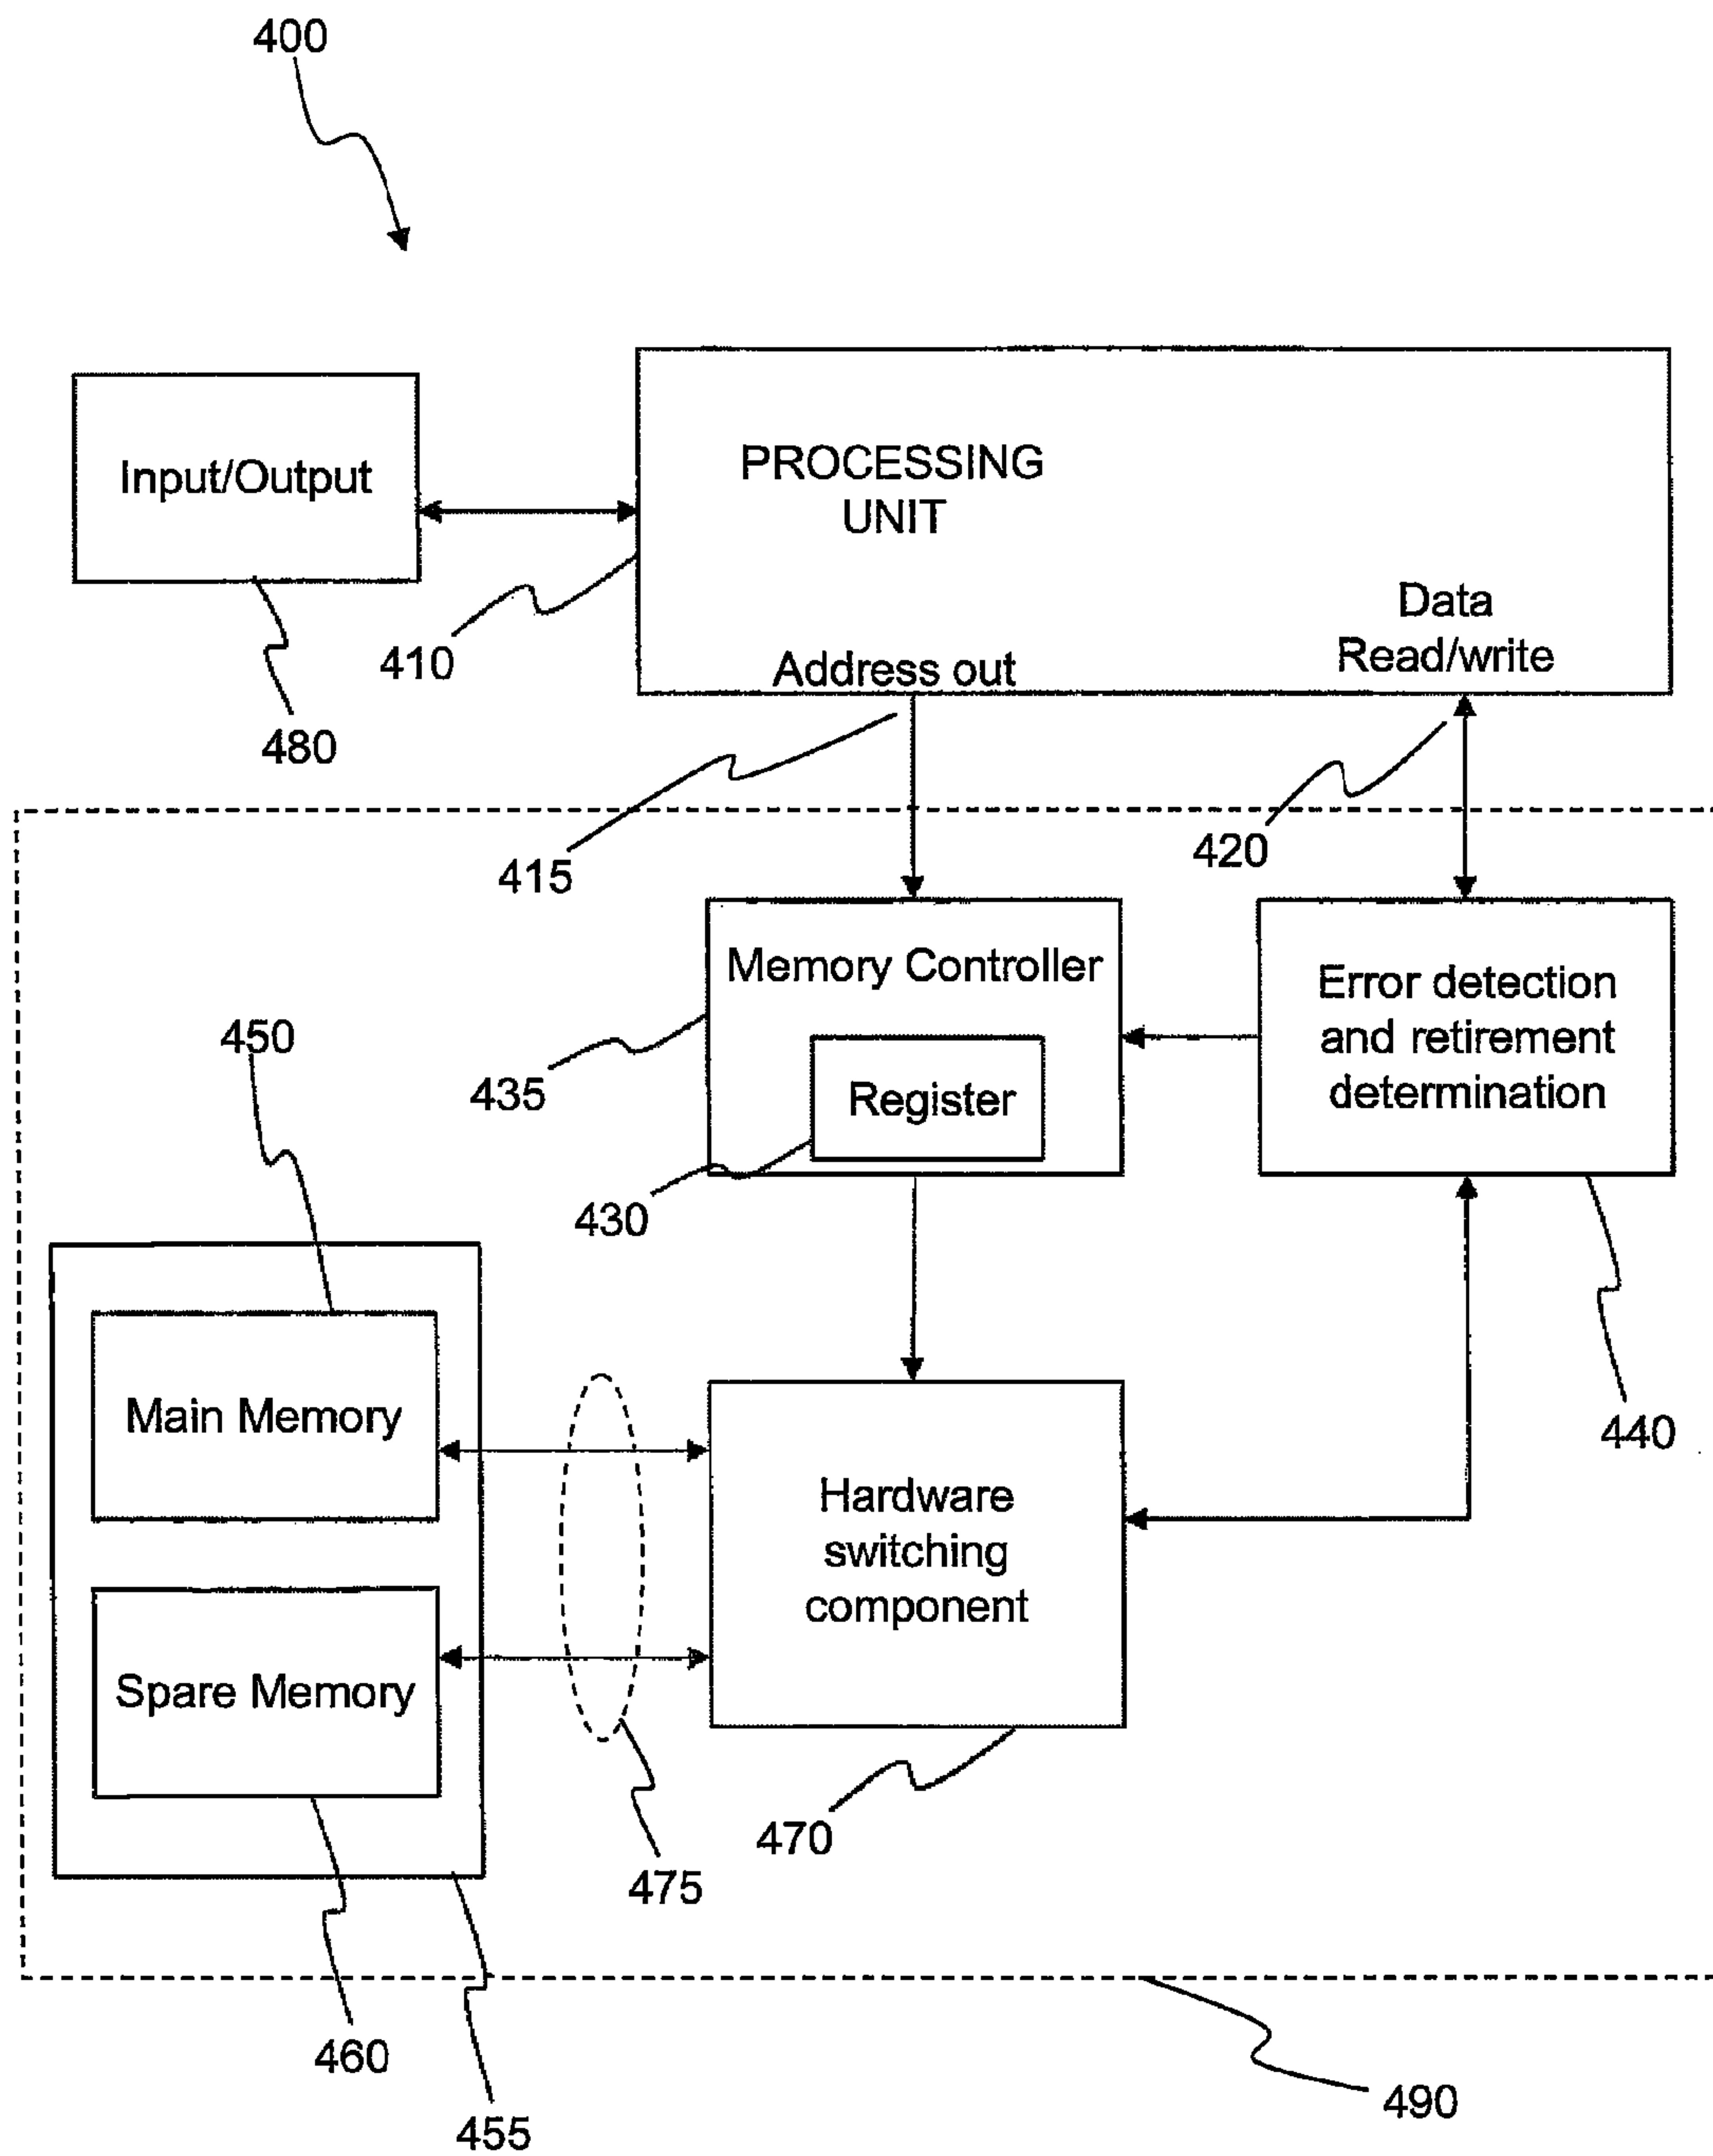 400
Input/Output
PROCESSING
UNIT
Data
Read/write
Address out
410
480
415
420
Memory Controller
Register
Error detection
and retirement
determination
450
435
430
Main Memory
Hardware
switching
component
440
Spare Memory
470
475
460
455
490